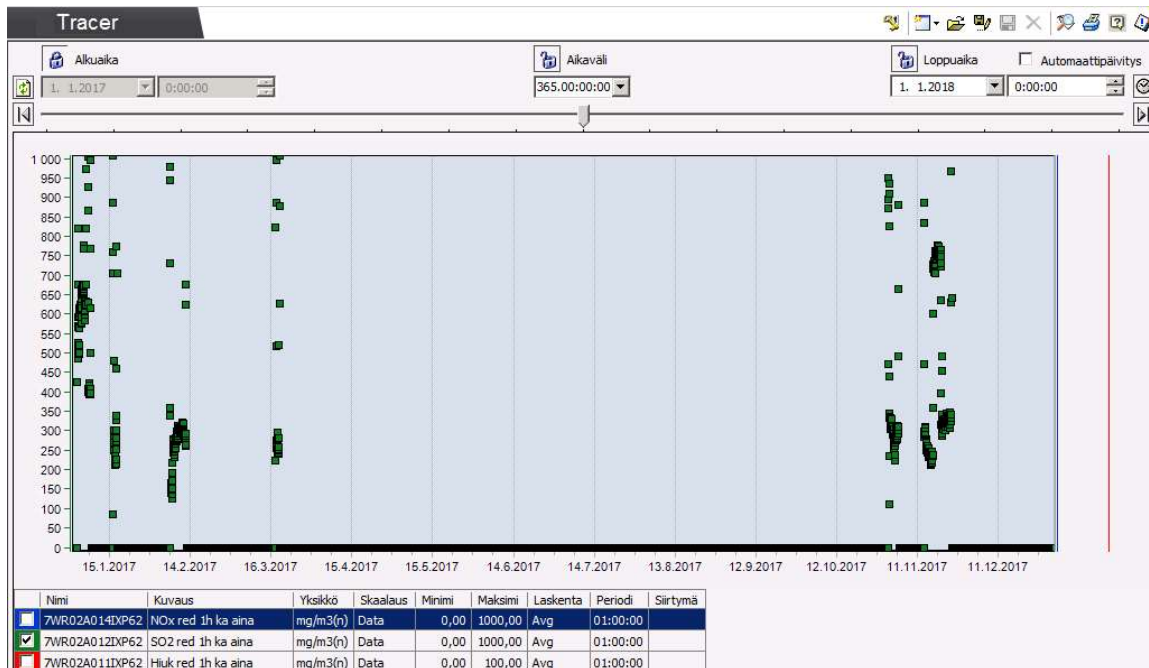 Tracer
Alkuaika
Aikaväli
Loppuaika
Automaattipäivitys
1. 1.2017
0:00:00
365.00:00:00
1. 1.2018
0:00:00
1 000
950
900
850
800
750
700
650
600
550
500
450
400
350
300
250
200
150
100
50
0
15.1.2017 14.2.2017 16.3.2017 15.4.2017 15.5.2017 14.6.2017 14.7.2017 13.8.2017 12.9.2017 12.10.2017 11.11.2017 11.12.2017
Nimi Kuvaus Yksikkö Skaalaus Minimi Maksimi Laskenta Periodi Siirtymä
7WR02A014IXP62 NOx red 1h ka aina mg/m3(n) Data 0,00 1000,00 Avg 01:00:00
7WR02A012IXP62 SO2 red 1h ka aina mg/m3(n) Data 0,00 1000,00 Avg 01:00:00
7WR02A011IXP62 Hiuk red 1h ka aina mg/m3(n) Data 0,00 100,00 Avg 01:00:00